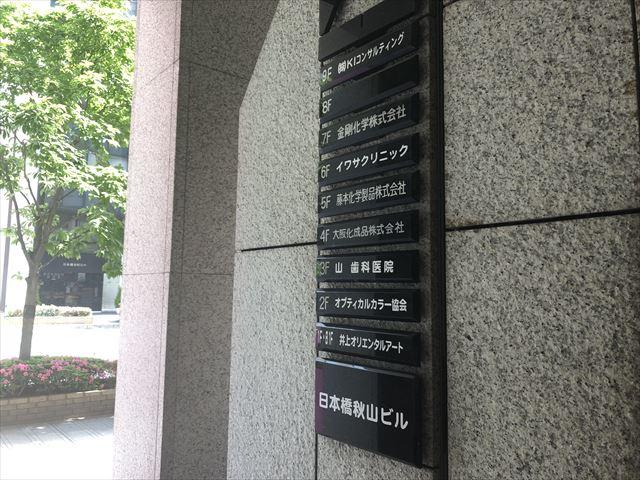 9F ㈱KIコンサルティング
8F
7F 金剛化学株式会社
6F イワサクリニック
5F 藤本化学製品株式会社
4F 大阪化成品株式会社
3F 山 歯科医院
2F オプティカルカラー協会
1F・B1F 井上オリエンタルアート
日本橋秋山ビル